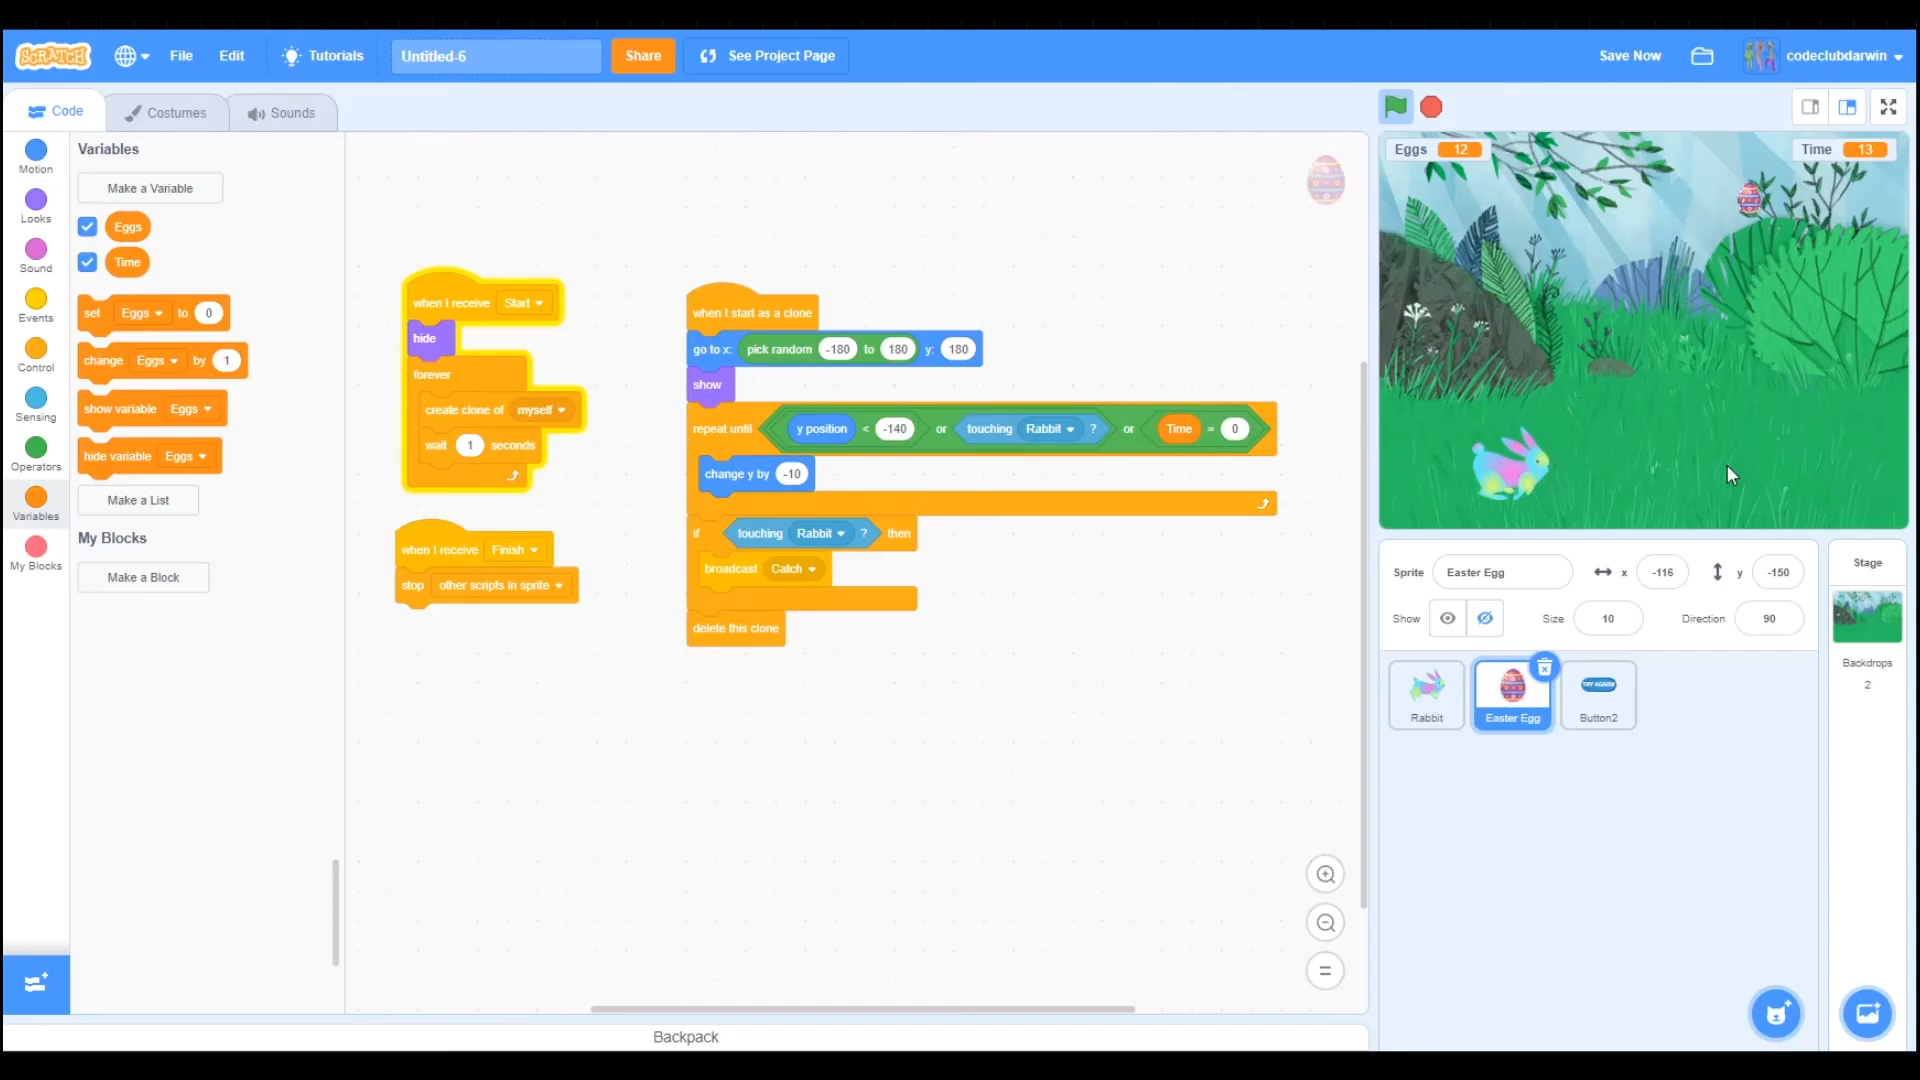 SCRATCH File Edit Tutorials Untitled-6 Share See Project Page Save Now codeclubdarwin
Code Costumes Sounds
Motion
Looks
Sound
Events
Control
Sensing
Operators
Variables
My Blocks
Variables
Make a Variable
Eggs
Time
set Eggs to 0
change Eggs by 1
show variable Eggs
hide variable Eggs
Make a List
My Blocks
Make a Block
when I receive Start
hide
forever
create clone of myself
wait 1 seconds
when I receive Finish
stop other scripts in sprite
when I start as a clone
go to x: pick random -180 to 180 y: 180
show
repeat until y position < -140 or touching Rabbit ? or Time = 0
change y by -10
if touching Rabbit ? then
broadcast Catch
delete this clone
Backpack
Eggs 12 Time 13
Sprite Easter Egg x -116 y -150
Show Size 10 Direction 90
Rabbit
Easter Egg
TRY AGAIN
Button2
Stage
Backdrops
2